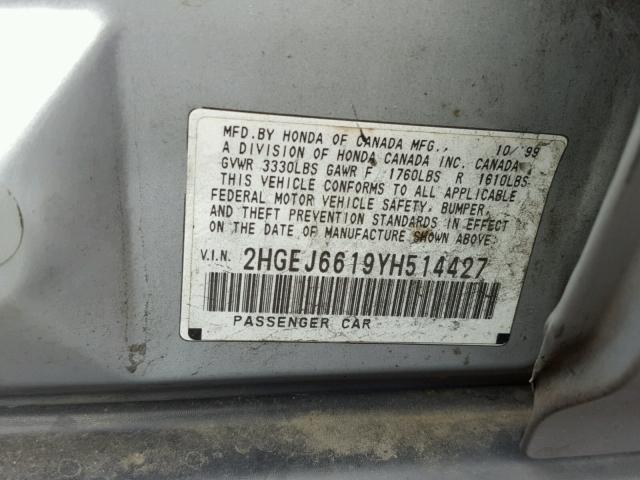 MFD.BY HONDA OF CANADA MFG., 10/'99
A DIVISION OF HONDA CANADA INC. CANADA
GVWR 3330LBS GAWR F 1760LBS R 1610LBS
THIS VEHICLE CONFORMS TO ALL APPLICABLE
FEDERAL MOTOR VEHICLE SAFETY, BUMPER,
AND THEFT PREVENTION STANDARDS IN EFFECT
ON THE DATE OF MANUFACTURE SHOWN ABOVE.
V.I.N. 2HGEJ6619YH514427
PASSENGER CAR